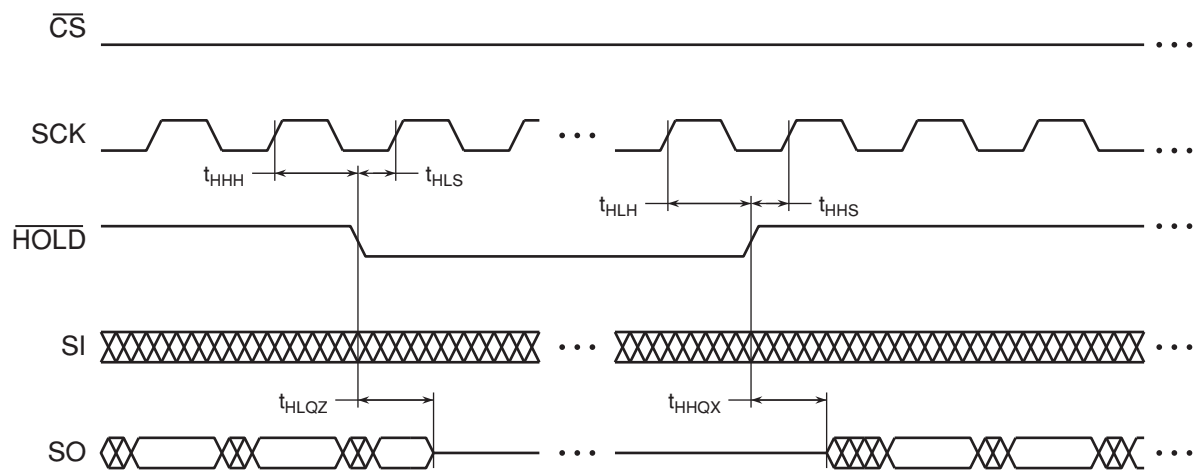 CS
SCK
tHHH tHLS
tHLH tHHS
HOLD
SI
tHLQZ tHHQX
SO